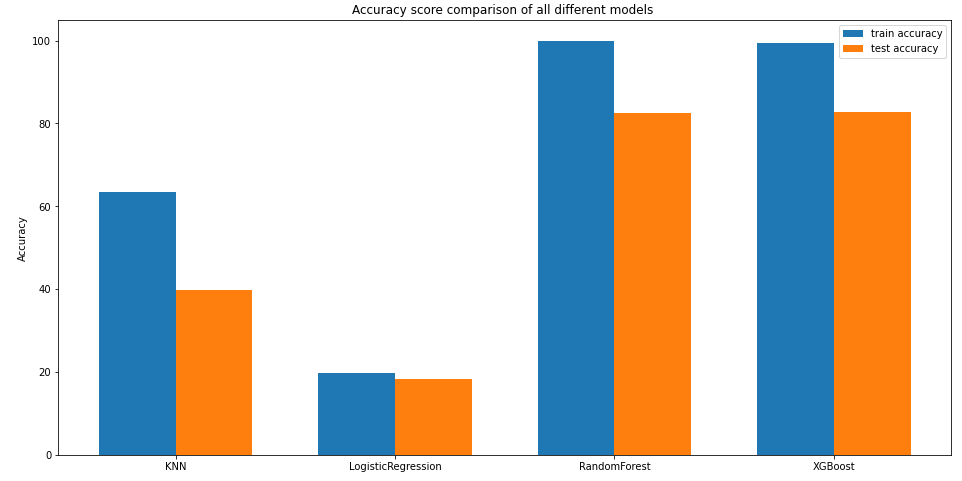 Accuracy score comparison of all different models
train accuracy
test accuracy
Accuracy
100
80
60
40
20
0
KNN
LogisticRegression
RandomForest
XGBoost